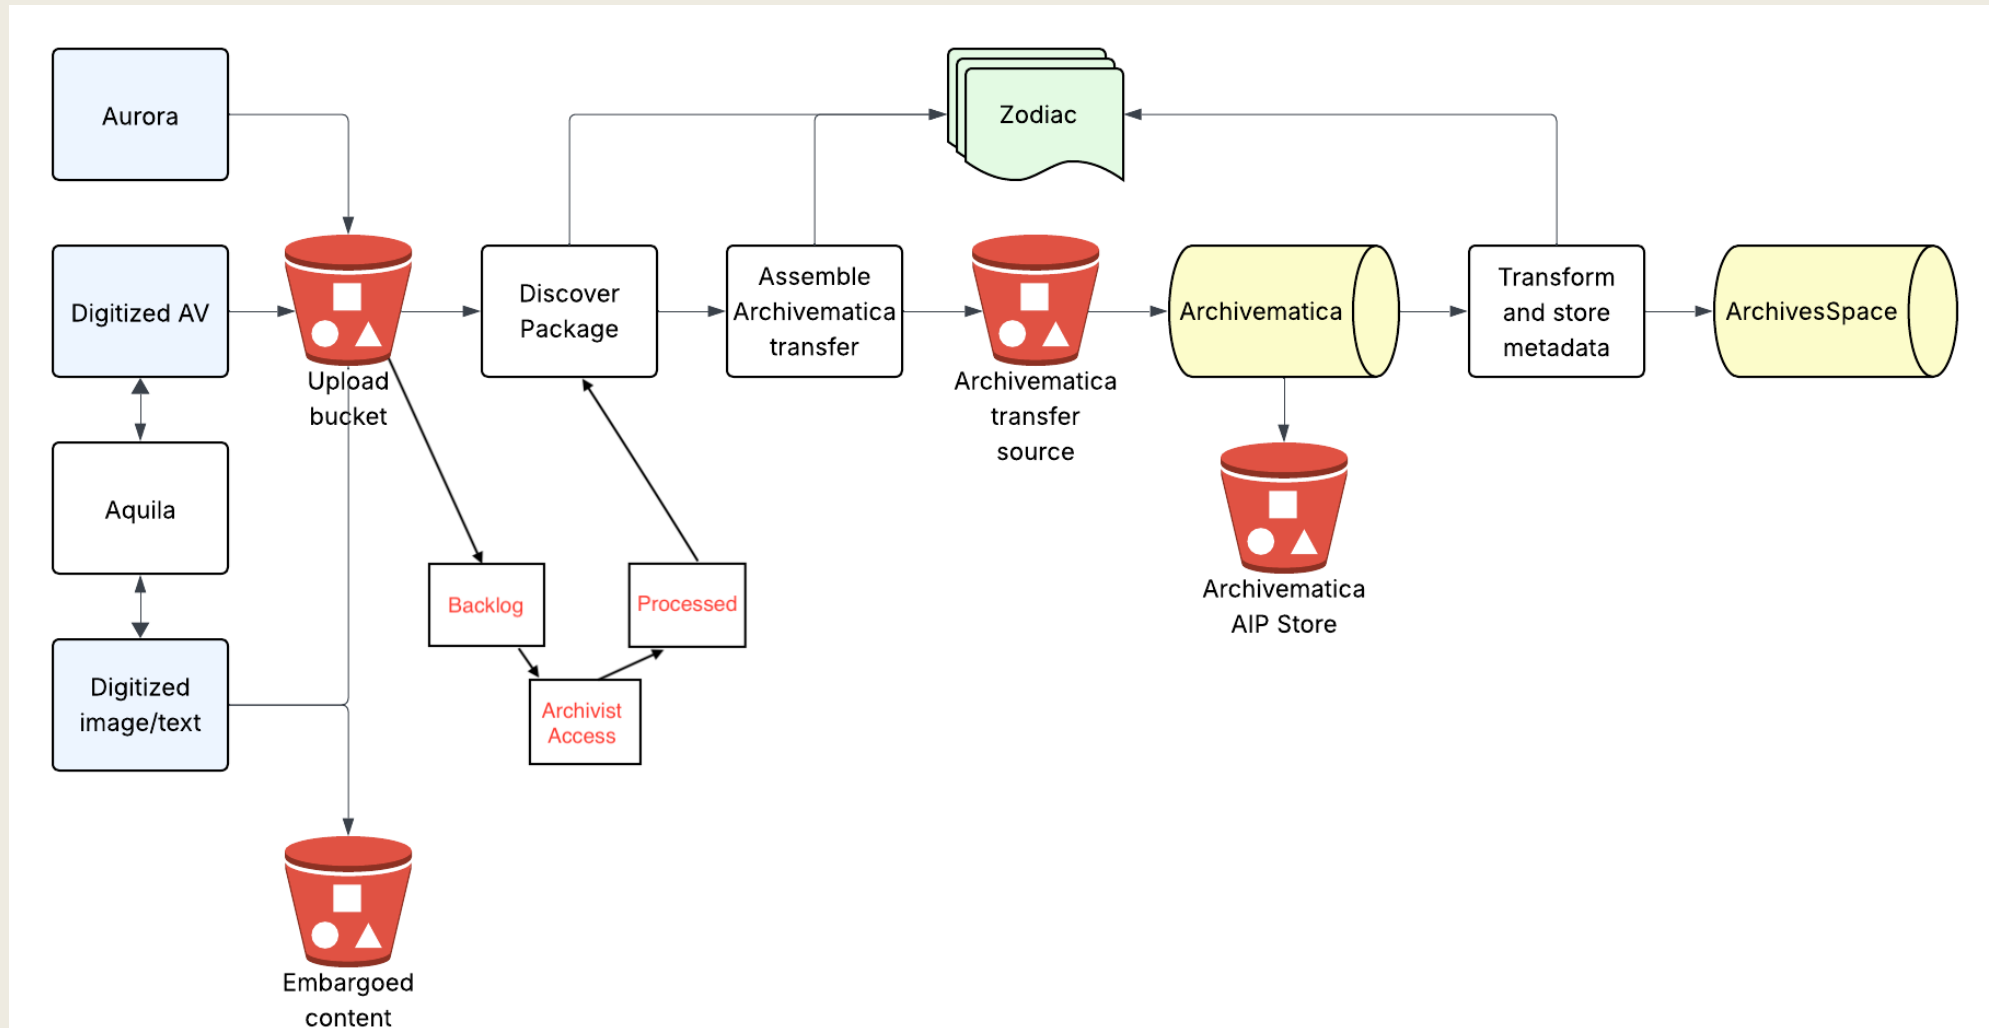 Aurora
Zodiac
Digitized AV
Upload
bucket
Discover
Package
Assemble
Archivematica
transfer
Archivematica
transfer
source
Archivematica
Transform
and store
metadata
ArchivesSpace
Aquila
Backlog
Processed
Archivematica
AIP Store
Digitized
image/text
Archivist
Access
Embargoed
content